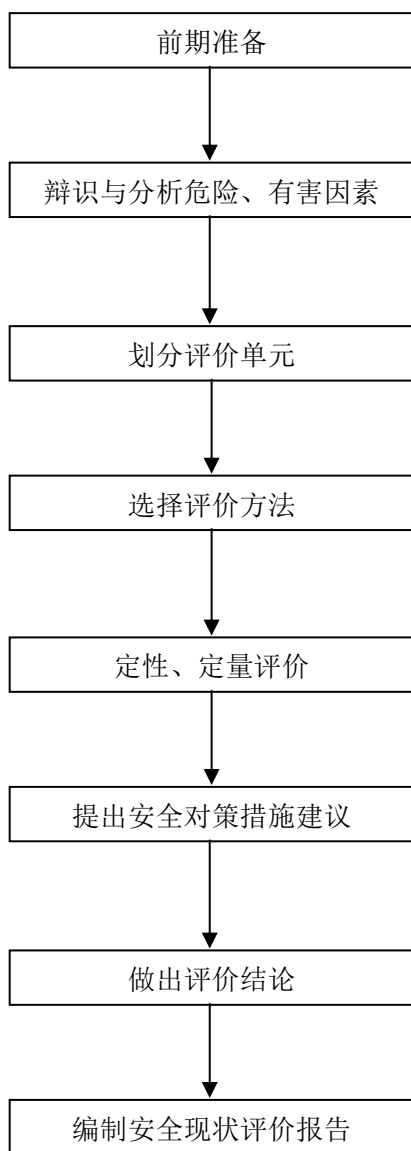 前期准备
辩识与分析危险、有害因素
划分评价单元
选择评价方法
定性、定量评价
提出安全对策措施建议
做出评价结论
编制安全现状评价报告